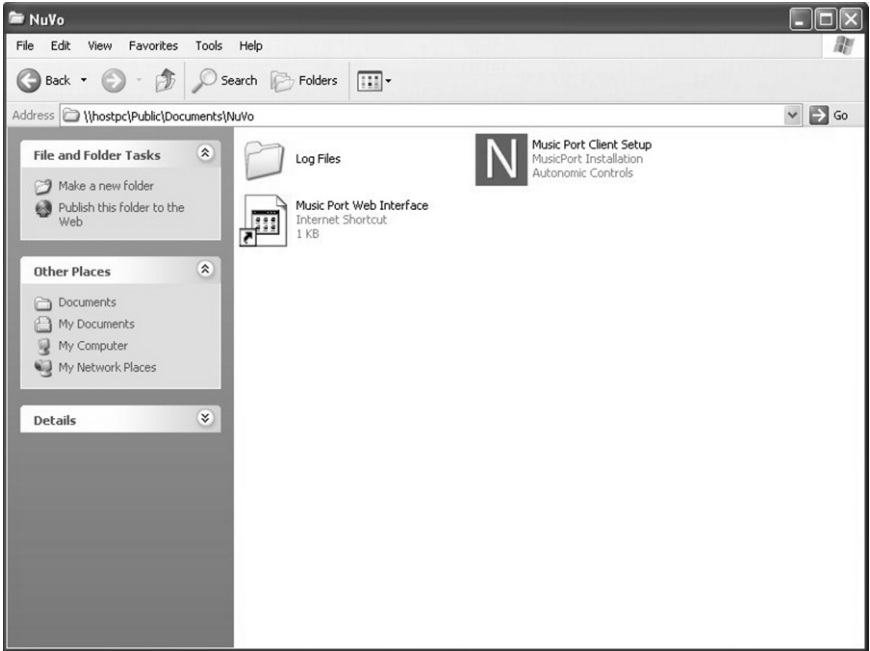 NuVo
File Edit View Favorites Tools Help
Back Search Folders
Address \\hostpc\Public\Documents\NuVo Go
File and Folder Tasks
Make a new folder
Publish this folder to the
Web
Other Places
Documents
My Documents
My Computer
My Network Places
Details
Log Files
Music Port Web Interface
Internet Shortcut
1 KB
N
Music Port Client Setup
MusicPort Installation
Autonomic Controls